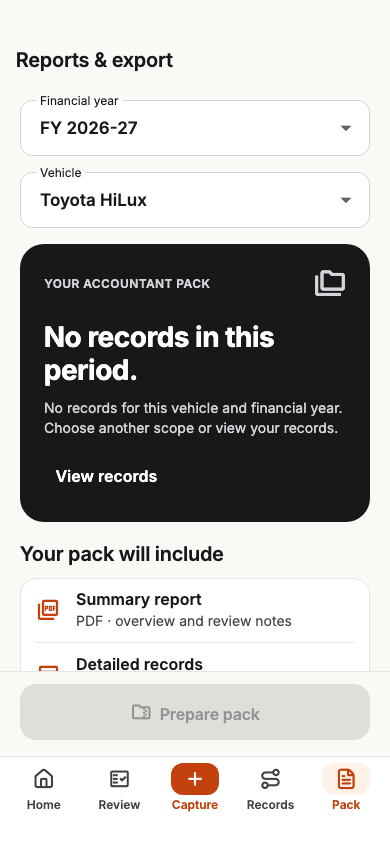 Reports & export
Financial year
FY 2026-27
Vehicle
Toyota HiLux
YOUR ACCOUNTANT PACK
No records in this
period.
No records for this vehicle and financial year.
Choose another scope or view your records.
View records
Your pack will include
PDF
Summary report
PDF · overview and review notes
Detailed records
Prepare pack
Home
Review
Capture
Records
Pack